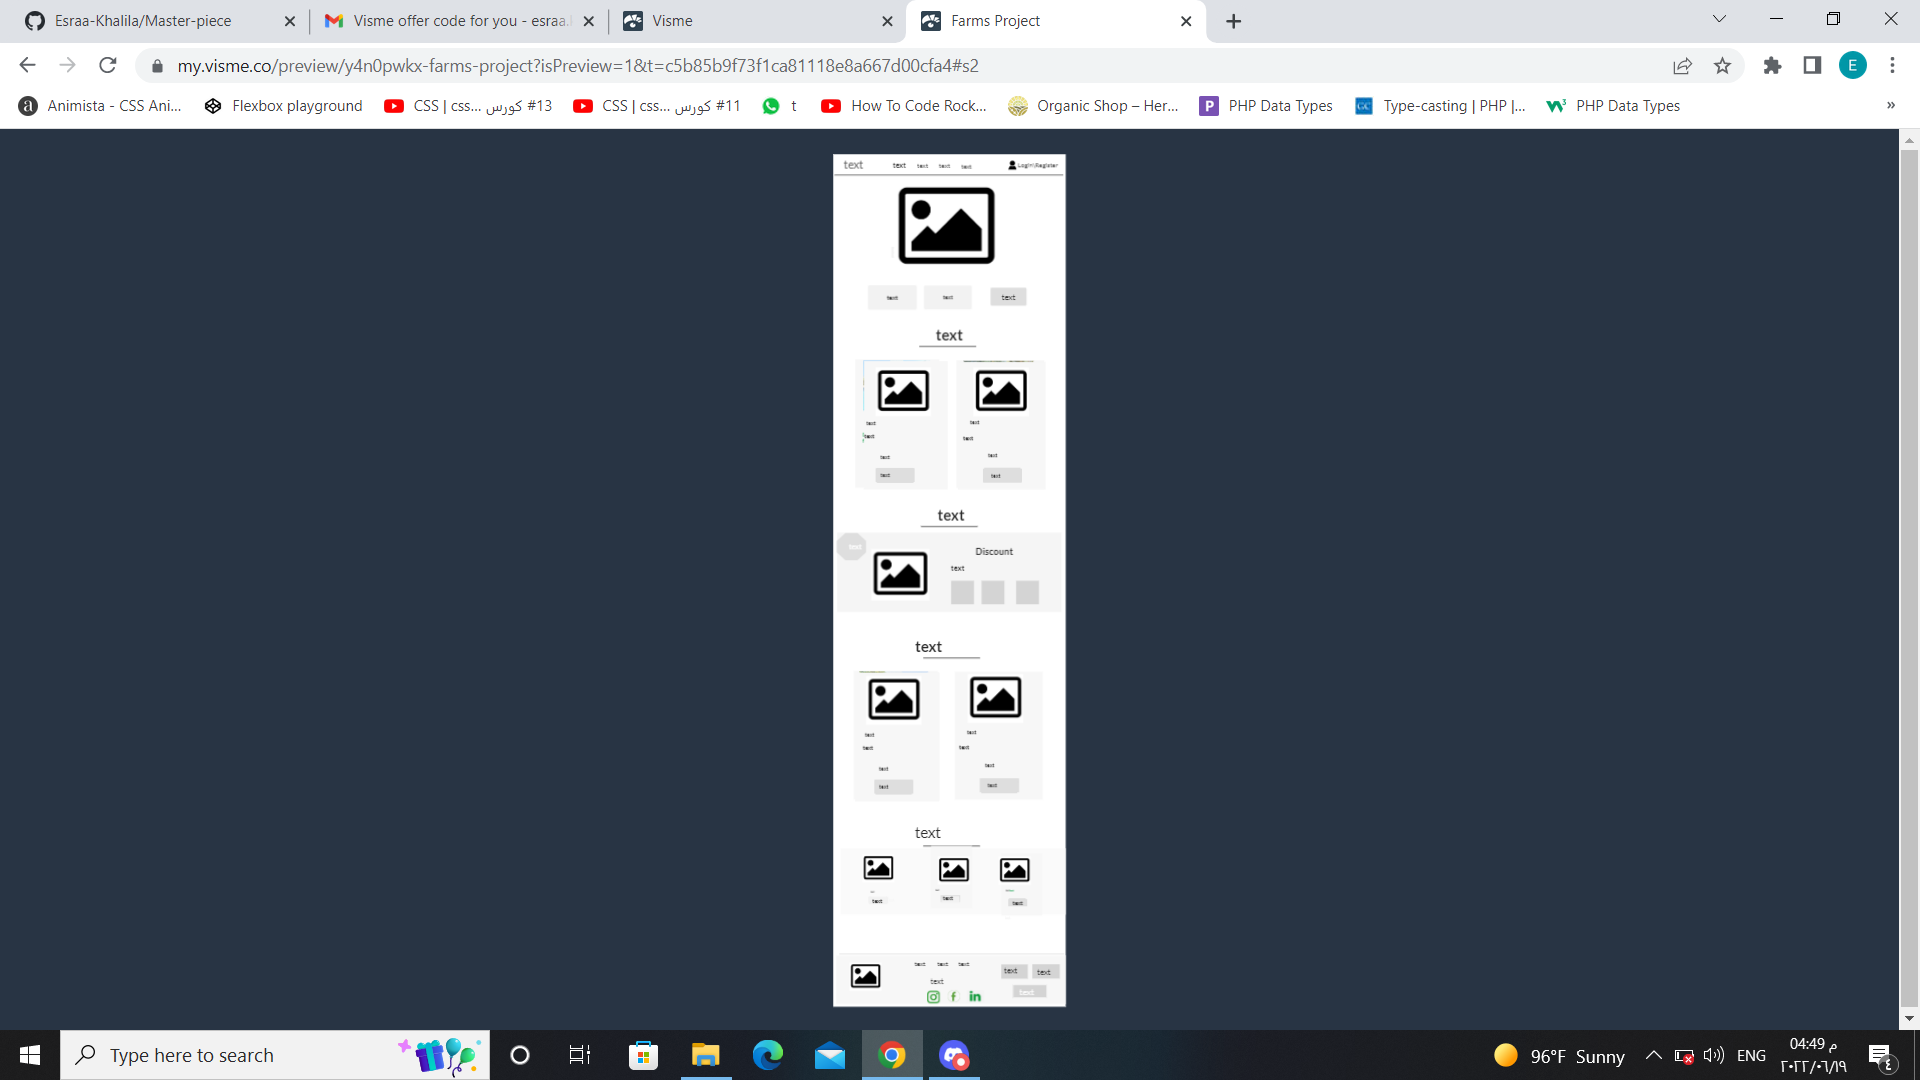 Esraa-Khalila/Master-piece
Visme offer code for you - esraa.
Visme
Farms Project
my.visme.co/preview/y4n0pwkx-farms-project?isPreview=1&t=c5b85b9f73f1ca81118e8a667d00cfa4#s2
E
a Animista - CSS Ani...
Flexbox playground
CSS | css... كورس #13
CSS | css... كورس #11
t
How To Code Rock...
Organic Shop – Her...
P PHP Data Types
GC Type-casting | PHP |...
PHP Data Types
»
text text text text text Login\Register
text text text
text
text text
text text
text text
text text
text
text
Discount
text
text
text text
text text
text text
text text
text
text text text
text text text
text text
text
text
in
Type here to search
96°F Sunny
ENG
04:49 م
٢٠٢٢/٠٦/١٩
٤